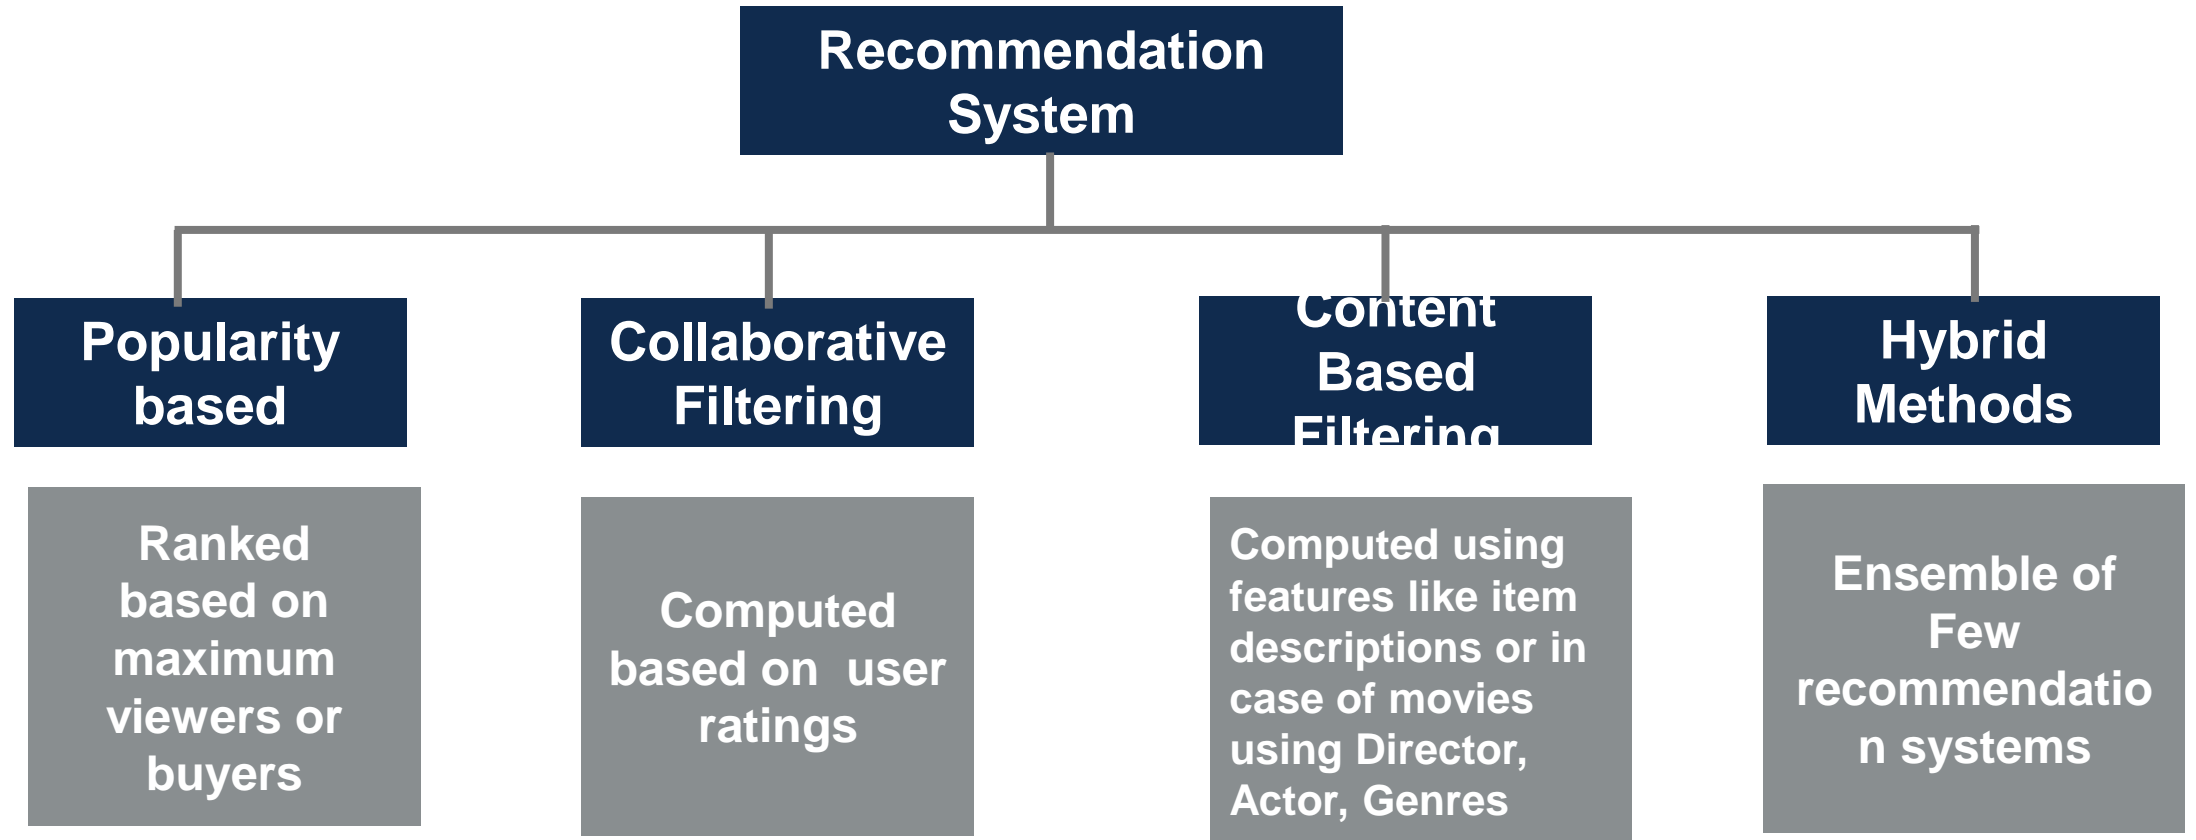 Recommendation
System
Popularity
based
Collaborative
Filtering
Content
Based
Filtering
Hybrid
Methods
Ranked
based on
maximum
viewers or
buyers
Computed
based on  user
ratings
Computed using
features like item
descriptions or in
case of movies
using Director,
Actor, Genres
Ensemble of
Few
recommendatio
n systems